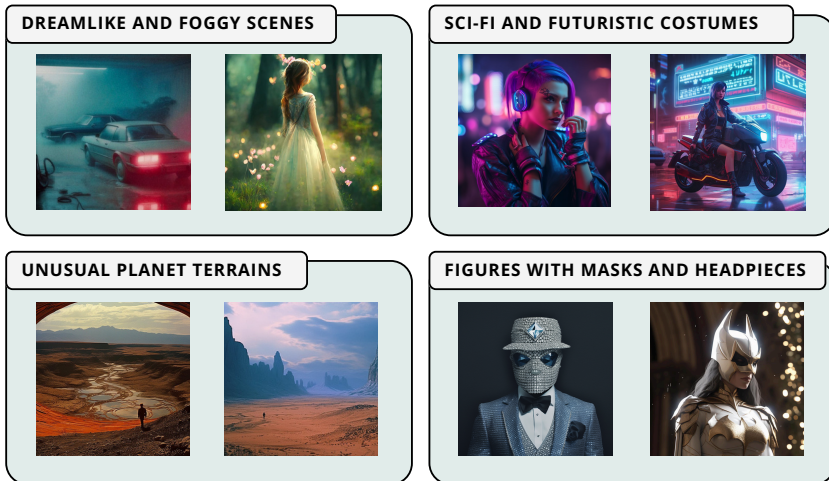 DREAMLIKE AND FOGGY SCENES
SCI-FI AND FUTURISTIC COSTUMES
UNUSUAL PLANET TERRAINS
FIGURES WITH MASKS AND HEADPIECES